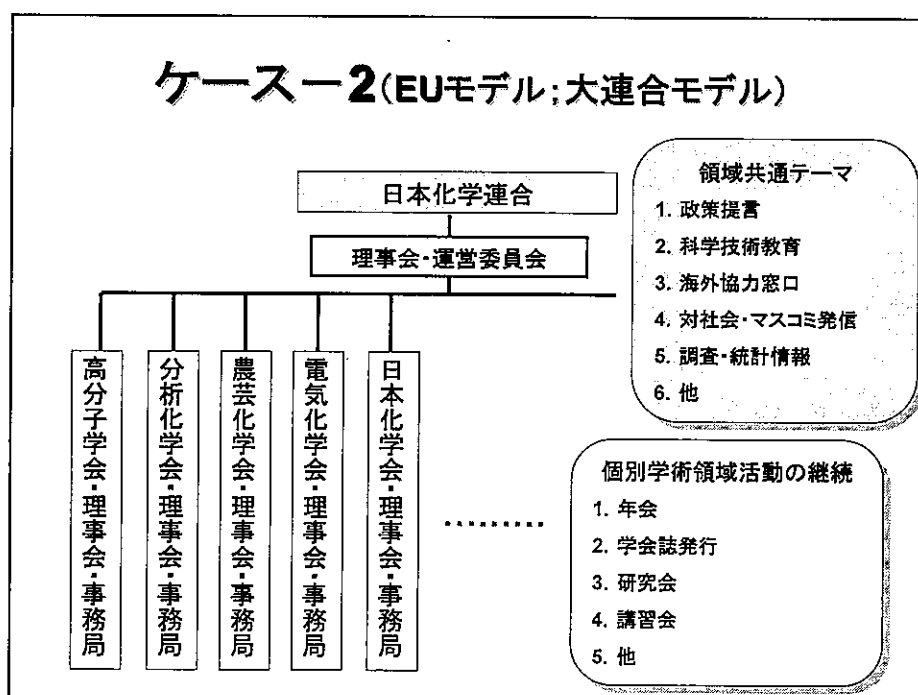 ケース－2(EUモデル;大連合モデル)
日本化学連合
理事会・運営委員会
高分子学会・理事会・事務局
分析化学会・理事会・事務局
農芸化学会・理事会・事務局
電気化学会・理事会・事務局
日本化学会・理事会・事務局
領域共通テーマ
1. 政策提言
2. 科学技術教育
3. 海外協力窓口
4. 対社会・マスコミ発信
5. 調査・統計情報
6. 他
個別学術領域活動の継続
1. 年会
2. 学会誌発行
3. 研究会
4. 講習会
5. 他